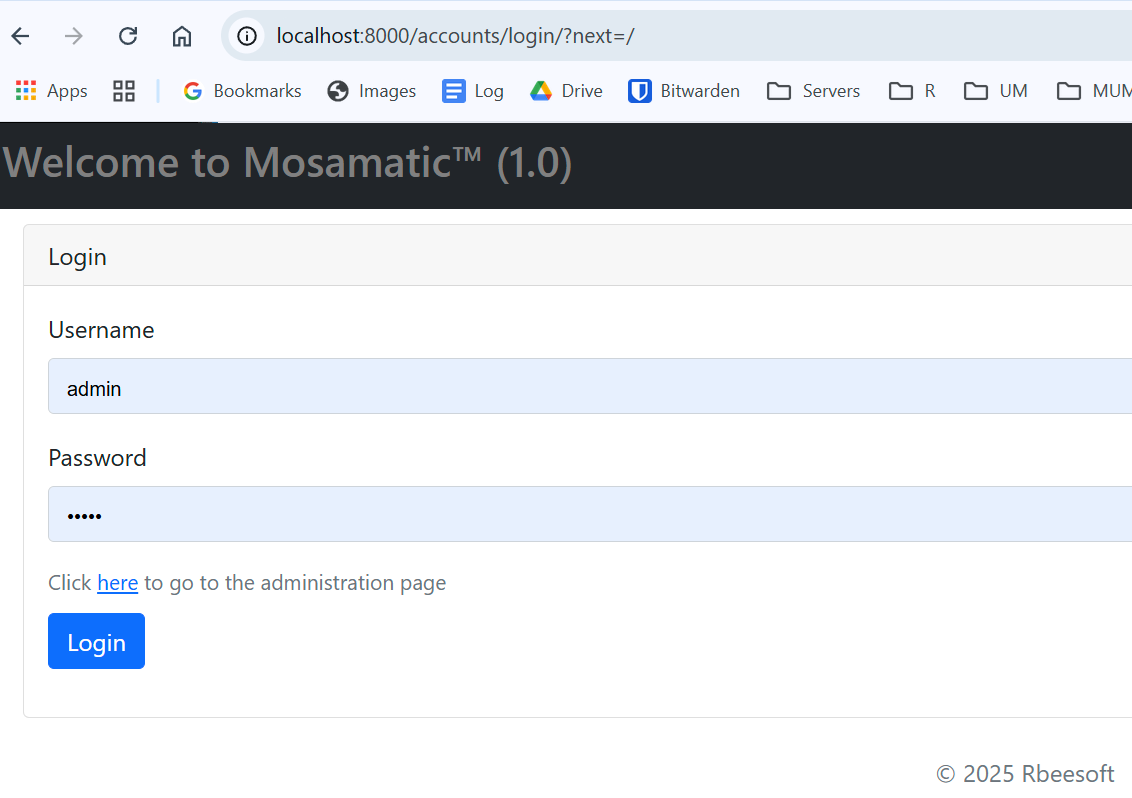 localhost:8000/accounts/login/?next=/
Apps Bookmarks Images Log Drive Bitwarden Servers R UM MUM
Welcome to Mosamatic™ (1.0)
Login
Username
admin
Password
•••••
Click here to go to the administration page
Login
© 2025 Rbeesoft